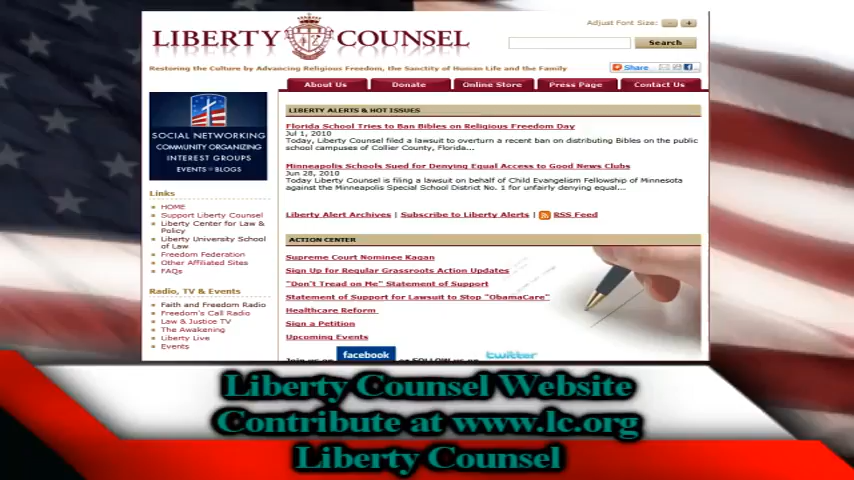 LIBERTY COUNSEL
Adjust Font Size: - +
Search
Restoring the Culture by Advancing Religious Freedom, the Sanctity of Human Life and the Family
Share
About Us
Donate
Online Store
Press Page
Contact Us
SOCIAL NETWORKING
COMMUNITY ORGANIZING
INTEREST GROUPS
EVENTS BLOGS
Links
HOME
Support Liberty Counsel
Liberty Center for Law &
Policy
Liberty University School
of Law
Freedom Federation
Other Affiliated Sites
FAQs
Radio, TV & Events
Faith and Freedom Radio
Freedom's Call Radio
Law & Justice TV
The Awakening
Liberty Live
Events
LIBERTY ALERTS & HOT ISSUES
Florida School Tries to Ban Bibles on Religious Freedom Day
Jul 1, 2010
Today, Liberty Counsel filed a lawsuit to overturn a recent ban on distributing Bibles on the public
school campuses of Collier County, Florida...
Minneapolis Schools Sued for Denying Equal Access to Good News Clubs
Jun 28, 2010
Today Liberty Counsel is filing a lawsuit on behalf of Child Evangelism Fellowship of Minnesota
against the Minneapolis Special School District No. 1 for unfairly denying equal...
Liberty Alert Archives | Subscribe to Liberty Alerts | RSS Feed
ACTION CENTER
Supreme Court Nominee Kagan
Sign Up for Regular Grassroots Action Updates
"Don't Tread on Me" Statement of Support
Statement of Support for Lawsuit to Stop "ObamaCare"
Healthcare Reform
Sign a Petition
Upcoming Events
Join us on facebook or FOLLOW us on twitter
Liberty Counsel Website
Contribute at www.lc.org
Liberty Counsel